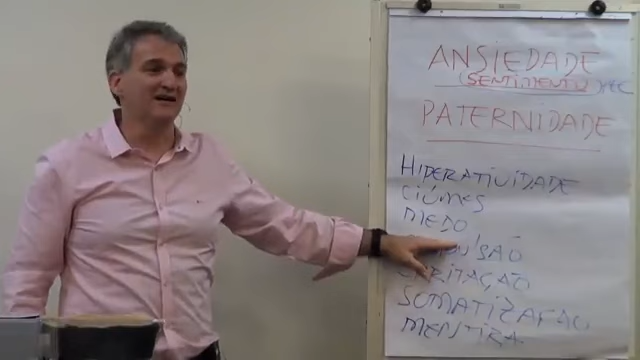 ANSIEDADE
(SENTIMENTO)
PATERNIDADE
HIPERATIVIDADE
CIÚMES
MEDO
SOMATIZAÇÃO
MENTIRA